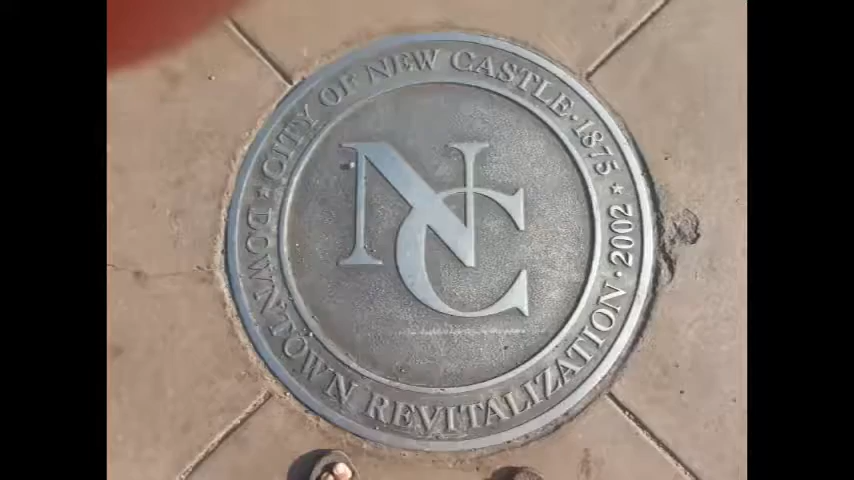 CITY OF NEW CASTLE · 1875
NC
DOWNTOWN REVITALIZATION · 2002